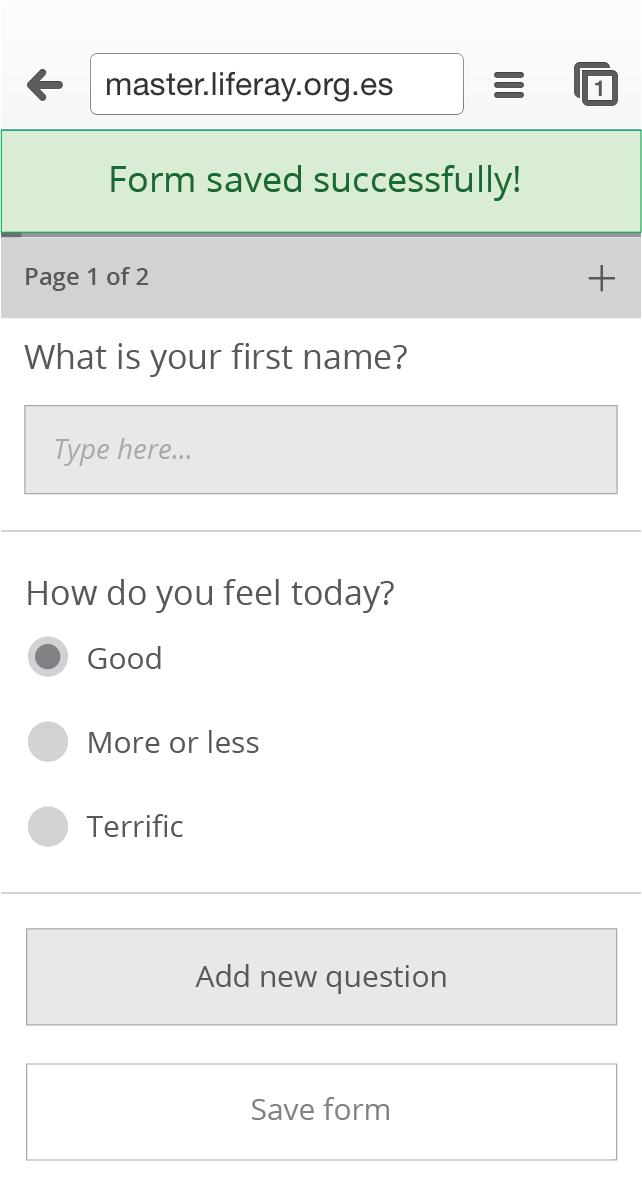 master.liferay.org.es
1
Form saved successfully!
Page 1 of 2
What is your first name?
Type here...
How do you feel today?
Good
More or less
Terrific
Add new question
Save form